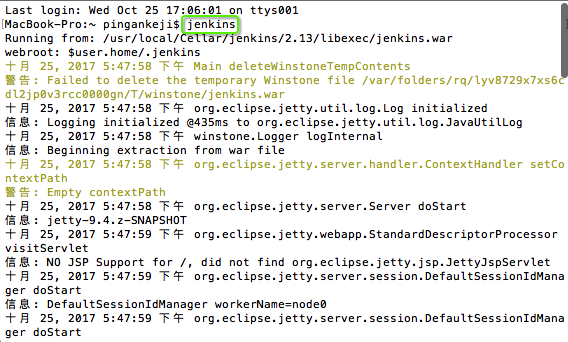 Last login: Wed Oct 25 17:06:01 on ttys001
MacBook-Pro:~ pingankeji$ jenkins
Running from: /usr/local/Cellar/jenkins/2.13/libexec/jenkins.war
webroot: $user.home/.jenkins
十月 25, 2017 5:47:58 下午 Main deleteWinstoneTempContents
警告: Failed to delete the temporary Winstone file /var/folders/rq/lyv8729x7xs6c
dl2jp0v3rcc0000gn/T/winstone/jenkins.war
十月 25, 2017 5:47:58 下午 org.eclipse.jetty.util.log.Log initialized
信息: Logging initialized @435ms to org.eclipse.jetty.util.log.JavaUtilLog
十月 25, 2017 5:47:58 下午 winstone.Logger logInternal
信息: Beginning extraction from war file
十月 25, 2017 5:47:58 下午 org.eclipse.jetty.server.handler.ContextHandler setCo
ntextPath
警告: Empty contextPath
十月 25, 2017 5:47:58 下午 org.eclipse.jetty.server.Server doStart
信息: jetty-9.4.z-SNAPSHOT
十月 25, 2017 5:47:59 下午 org.eclipse.jetty.webapp.StandardDescriptorProcessor
visitServlet
信息: NO JSP Support for /, did not find org.eclipse.jetty.jsp.JettyJspServlet
十月 25, 2017 5:47:59 下午 org.eclipse.jetty.server.session.DefaultSessionIdMana
ger doStart
信息: DefaultSessionIdManager workerName=node0
十月 25, 2017 5:47:59 下午 org.eclipse.jetty.server.session.DefaultSessionIdMana
ger doStart